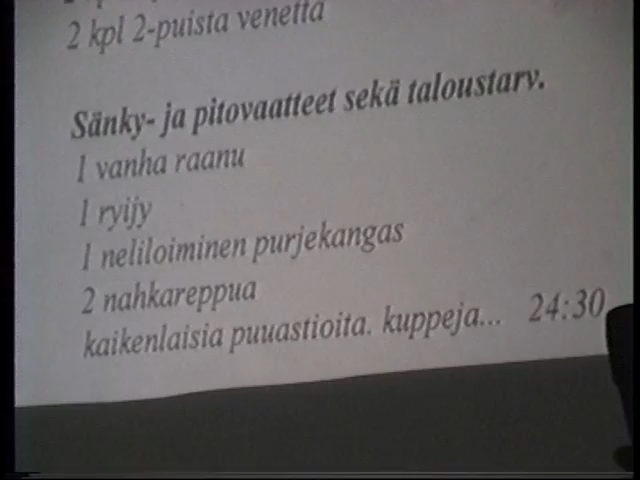 2 kpl 2-puista venettä
Sänky- ja pitovaatteet sekä taloustarv.
1 vanha raanu
1 ryijy
1 neliloiminen purjekangas
2 nahkareppua
kaikenlaisia puuastioita. kuppeja... 24:30